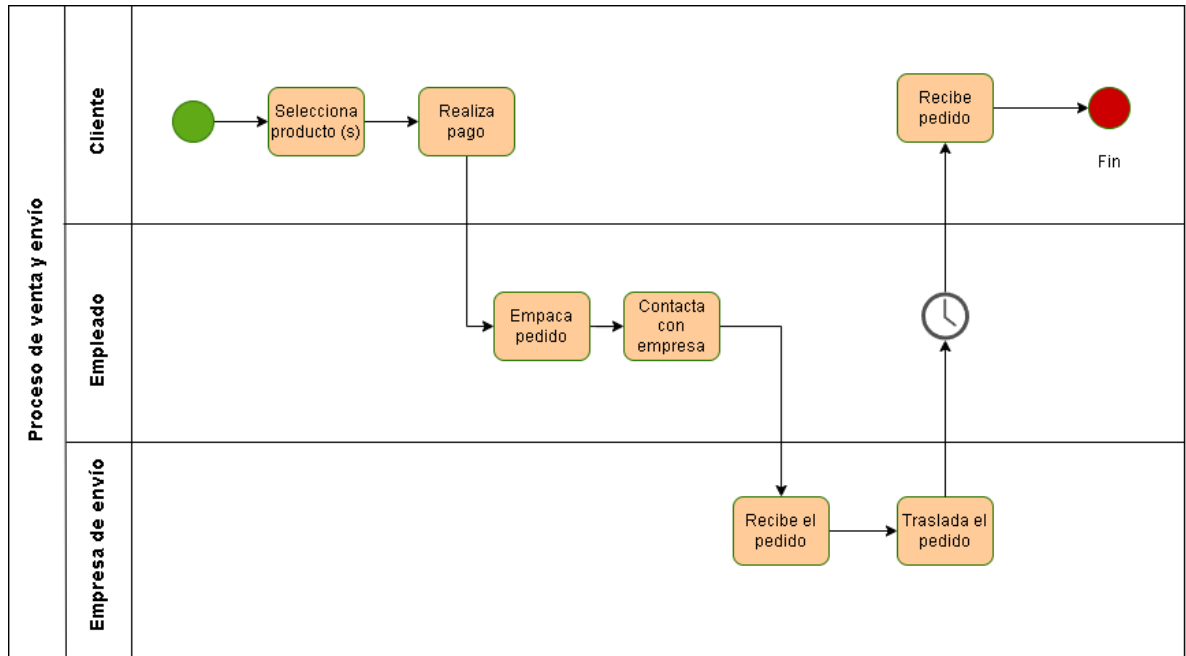 Proceso de venta y envío
Cliente
Selecciona
producto (s)
Realiza
pago
Recibe
pedido
Fin
Empleado
Empaca
pedido
Contacta
con
empresa
Empresa de envío
Recibe el
pedido
Traslada el
pedido